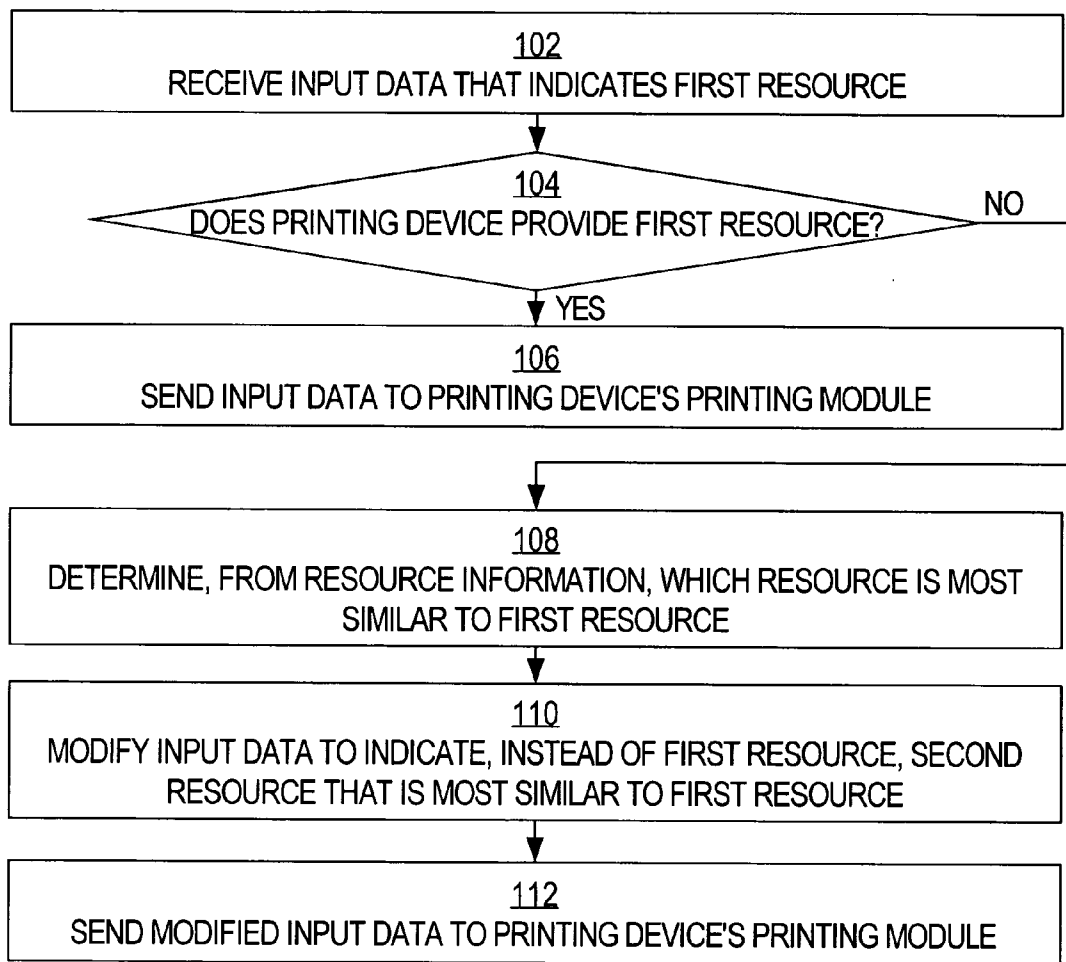 102
RECEIVE INPUT DATA THAT INDICATES FIRST RESOURCE
104
DOES PRINTING DEVICE PROVIDE FIRST RESOURCE?
NO
YES
106
SEND INPUT DATA TO PRINTING DEVICE'S PRINTING MODULE
108
DETERMINE, FROM RESOURCE INFORMATION, WHICH RESOURCE IS MOST
SIMILAR TO FIRST RESOURCE
110
MODIFY INPUT DATA TO INDICATE, INSTEAD OF FIRST RESOURCE, SECOND
RESOURCE THAT IS MOST SIMILAR TO FIRST RESOURCE
112
SEND MODIFIED INPUT DATA TO PRINTING DEVICE'S PRINTING MODULE